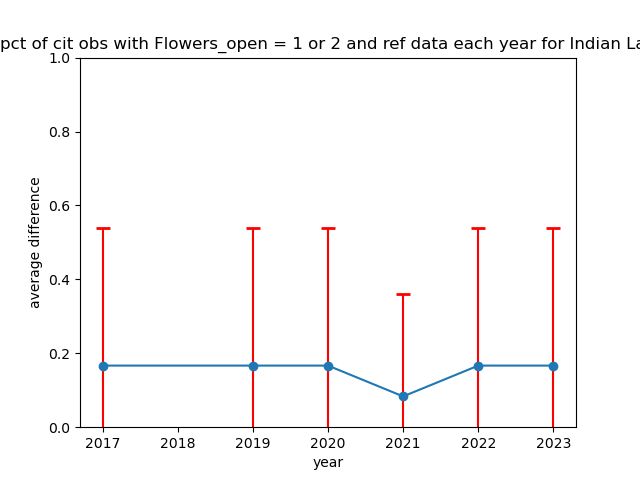 pct of cit obs with Flowers_open = 1 or 2 and ref data each year for Indian La
1.0
0.8
0.6
0.4
0.2
0.0
average difference
2017 2018 2019 2020 2021 2022 2023
year